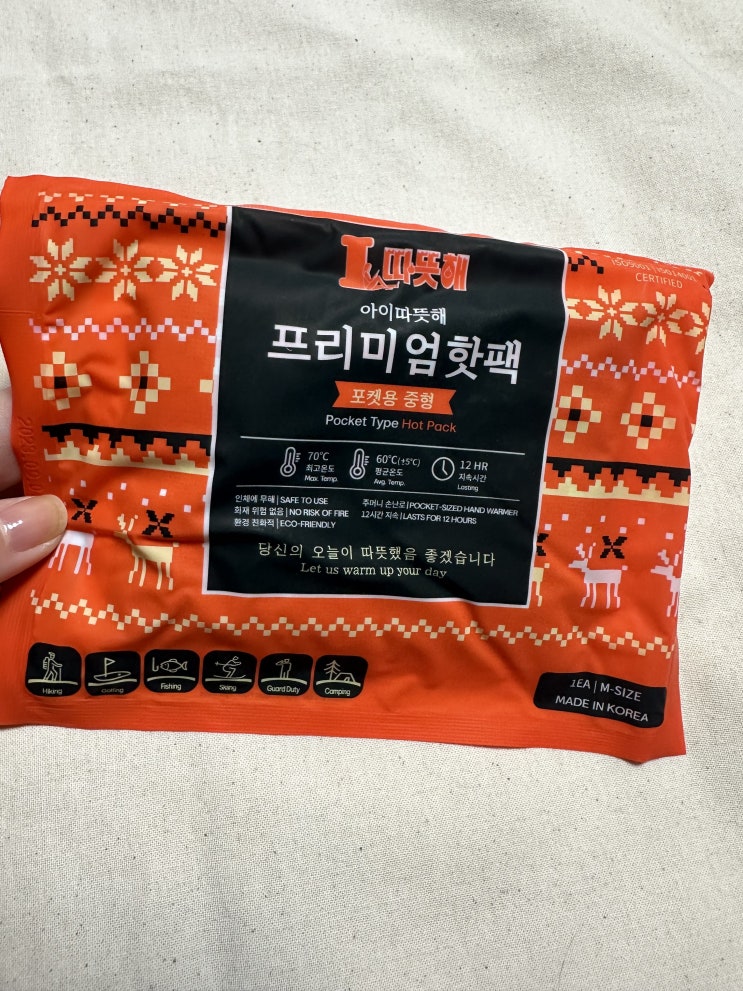 ISO9001 | ISO14001
CERTIFIED
I따뜻해
아이따뜻해
프리미엄핫팩
포켓용 중형
Pocket Type Hot Pack
70℃
최고온도
Max. Temp.
60℃(±5℃)
평균온도
Avg. Temp.
12 HR
지속시간
Lasting
인체에 무해 | SAFE TO USE
화재 위험 없음 | NO RISK OF FIRE
환경 친화적 | ECO-FRIENDLY
주머니 손난로 | POCKET-SIZED HAND WARMER
12시간 지속 | LASTS FOR 12 HOURS
당신의 오늘이 따뜻했음 좋겠습니다
Let us warm up your day
Hiking
Golfing
Fishing
Skiing
Guard Duty
Camping
1EA | M-SIZE
MADE IN KOREA